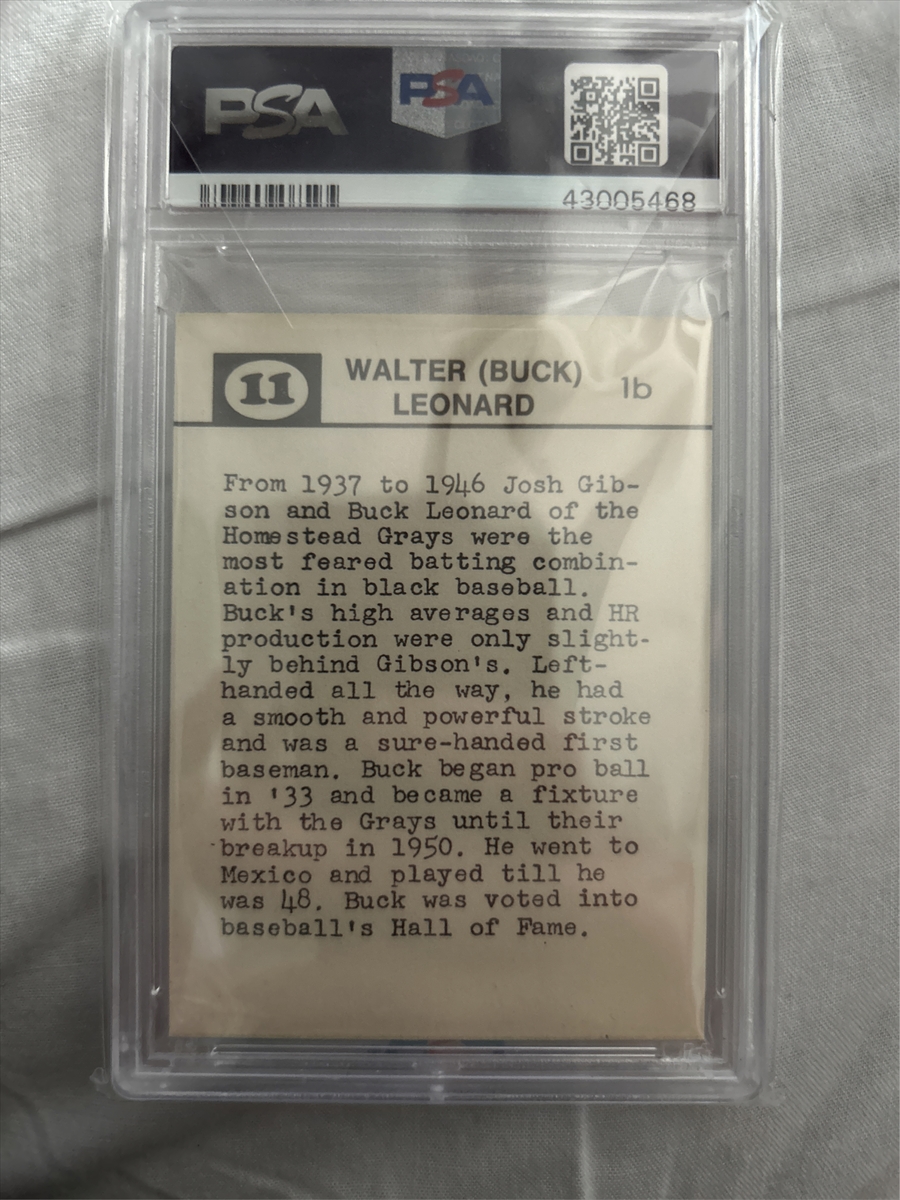 PSA
PSA
43005468
11
WALTER (BUCK)
LEONARD
1b
From 1937 to 1946 Josh Gib-
son and Buck Leonard of the
Homestead Grays were the
most feared batting combin-
ation in black baseball.
Buck's high averages and HR
production were only slight-
ly behind Gibson's. Left-
handed all the way, he had
a smooth and powerful stroke
and was a sure-handed first
baseman. Buck began pro ball
in '33 and became a fixture
with the Grays until their
breakup in 1950. He went to
Mexico and played till he
was 48. Buck was voted into
baseball's Hall of Fame.